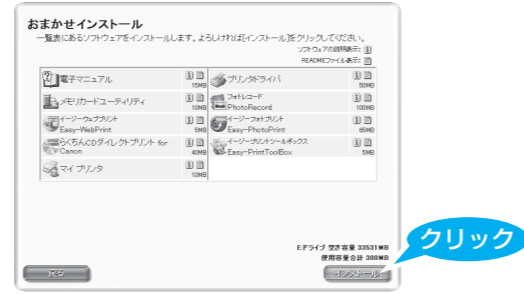 おまかせインストール
一覧表にあるソフトウェアをインストールします。よろしければ[インストール]をクリックしてください。
ソフトウェアの説明表示:
READMEファイル表示:
電子マニュアル
15MB
プリンタドライバ
50MB
メモリカードユーティリティ
10MB
フォトレコード
PhotoRecord
100MB
イージーウェブプリント
Easy-WebPrint
5MB
イージーフォトプリント
Easy-PhotoPrint
65MB
らくちんCDダイレクトプリント for
Canon
40MB
イージープリントツールボックス
Easy-PrintToolBox
5MB
マイ プリンタ
10MB
E:ドライブ 空き容量 33531MB
使用容量合計 300MB
戻る
インストール
クリック